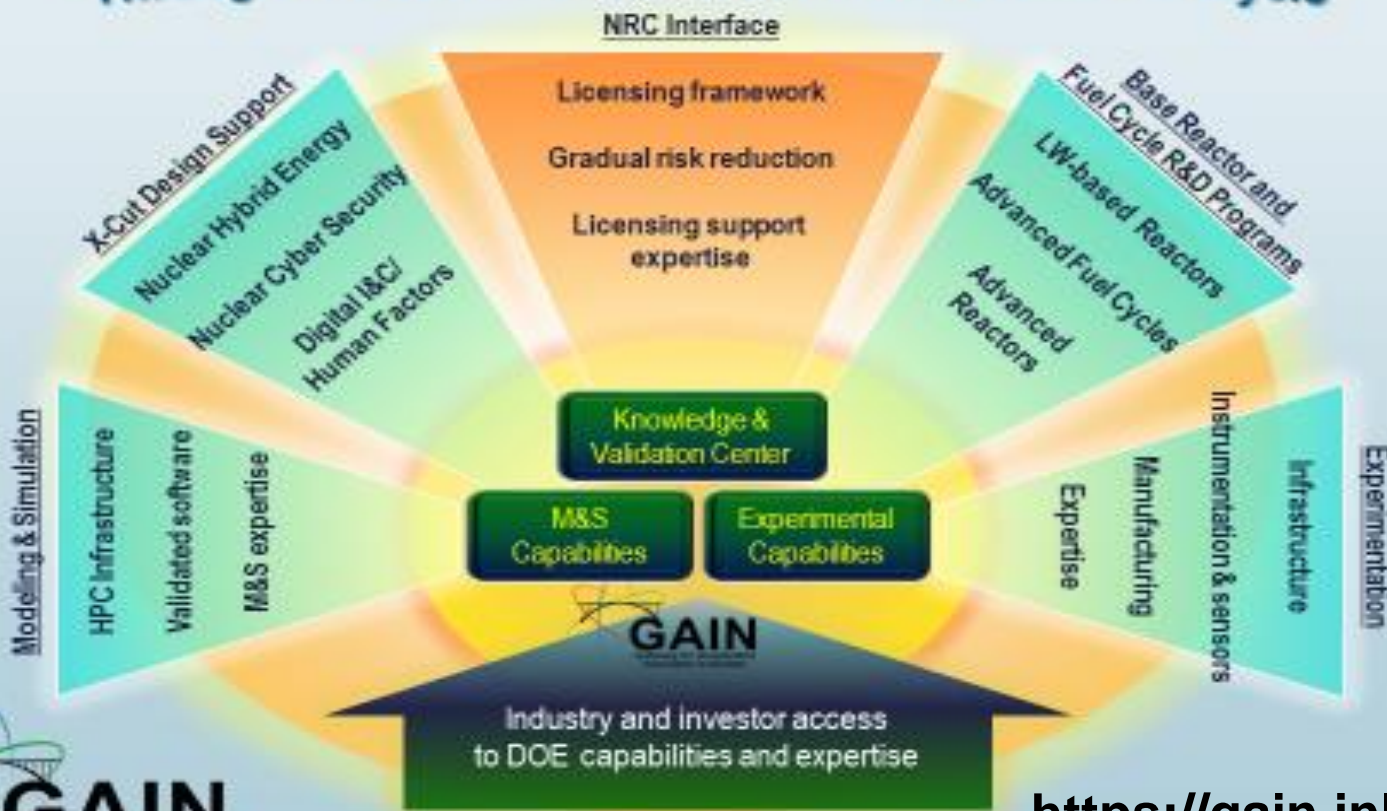 NRC Interface
Licensing framework
Gradual risk reduction
Licensing support
expertise
X-Cut Design Support
Nuclear Hybrid Energy
Nuclear Cyber Security
Digital I&C/
Human Factors
Base Reactor and
Fuel Cycle R&D Programs
LW-based Reactors
Advanced Fuel Cycles
Advanced
Reactors
Modeling & Simulation
HPC Infrastructure
Validated software
M&S expertise
Knowledge &
Validation Center
M&S
Capabilities
Experimental
Capabilities
Expertise
Manufacturing
Instrumentation & sensors
Infrastructure
Experimentation
GAIN
Industry and investor access
to DOE capabilities and expertise
GAIN